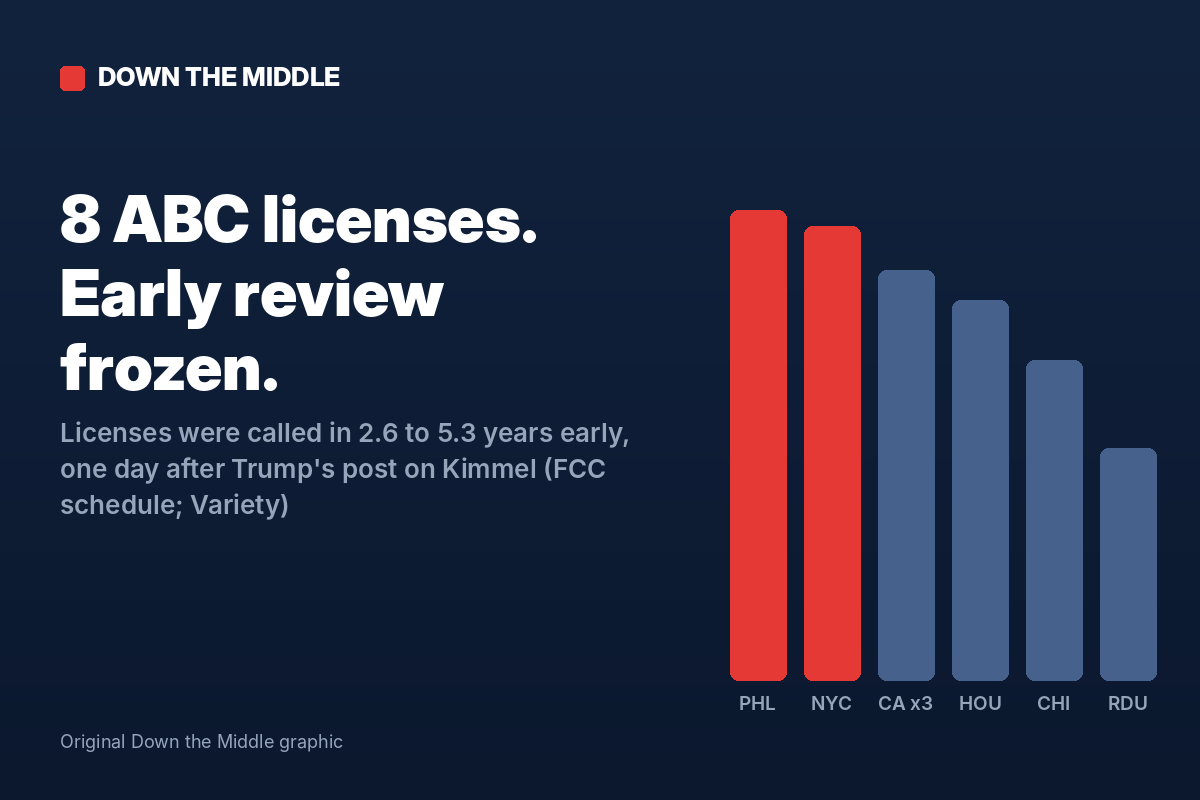 DOWN THE MIDDLE
8 ABC licenses.
Early review
frozen.
Licenses were called in 2.6 to 5.3 years early,
one day after Trump's post on Kimmel (FCC
schedule; Variety)
PHL NYC CA x3 HOU CHI RDU
Original Down the Middle graphic